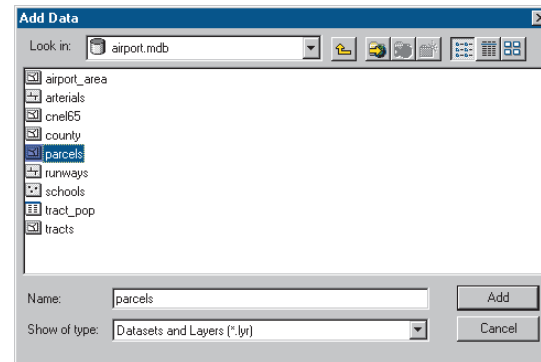 Add Data
Look in: airport.mdb
airport_area
arterials
cnel65
county
parcels
runways
schools
tract_pop
tracts
Name: parcels Add
Show of type: Datasets and Layers (*.lyr) Cancel